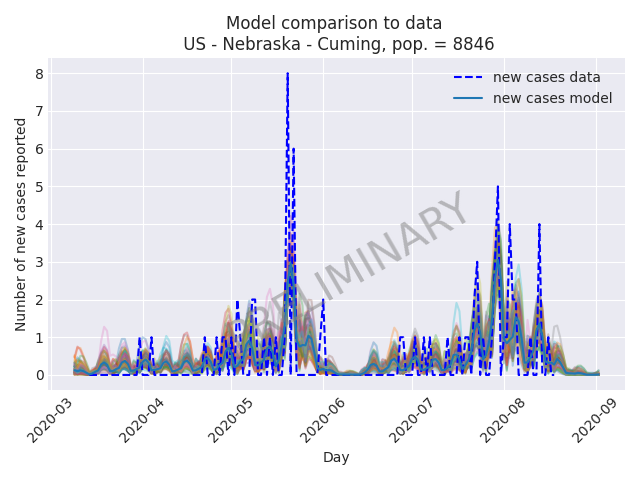 Model comparison to data
US - Nebraska - Cuming, pop. = 8846
Number of new cases reported
8
7
6
5
4
3
2
1
0
new cases data
new cases model
PRELIMINARY
2020-03
2020-04
2020-05
2020-06
2020-07
2020-08
2020-09
Day